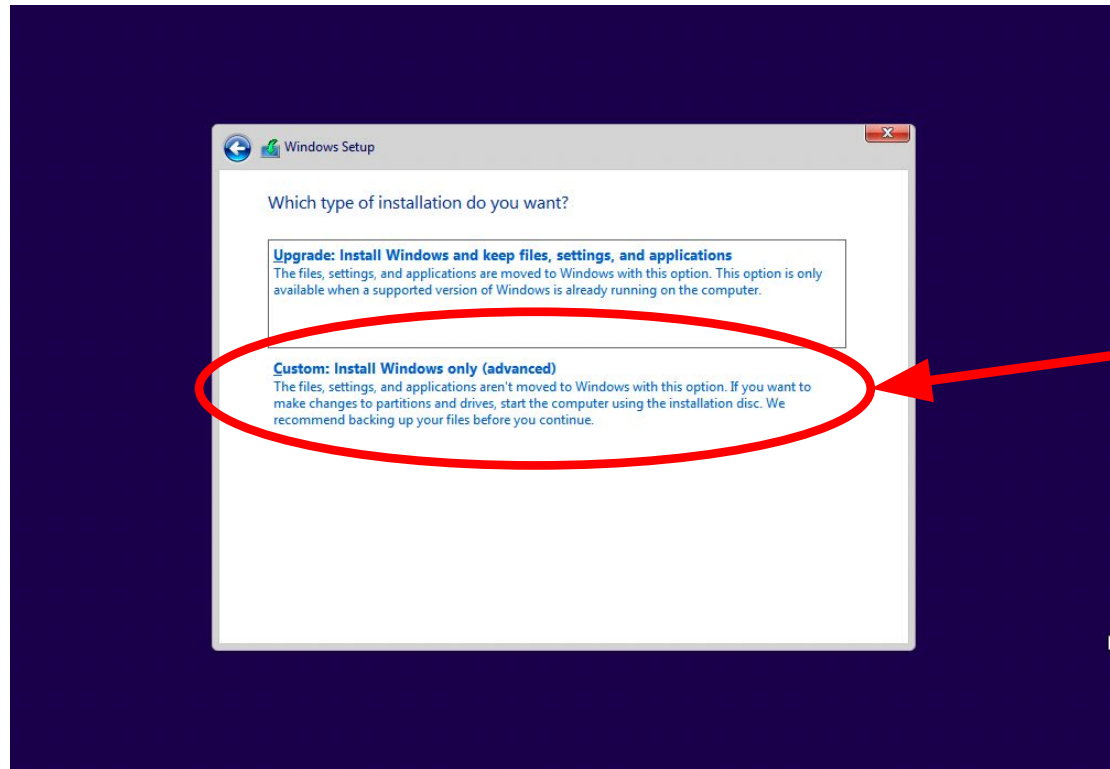 Windows Setup
Which type of installation do you want?
Upgrade: Install Windows and keep files, settings, and applications
The files, settings, and applications are moved to Windows with this option. This option is only
available when a supported version of Windows is already running on the computer.
Custom: Install Windows only (advanced)
The files, settings, and applications aren't moved to Windows with this option. If you want to
make changes to partitions and drives, start the computer using the installation disc. We
recommend backing up your files before you continue.